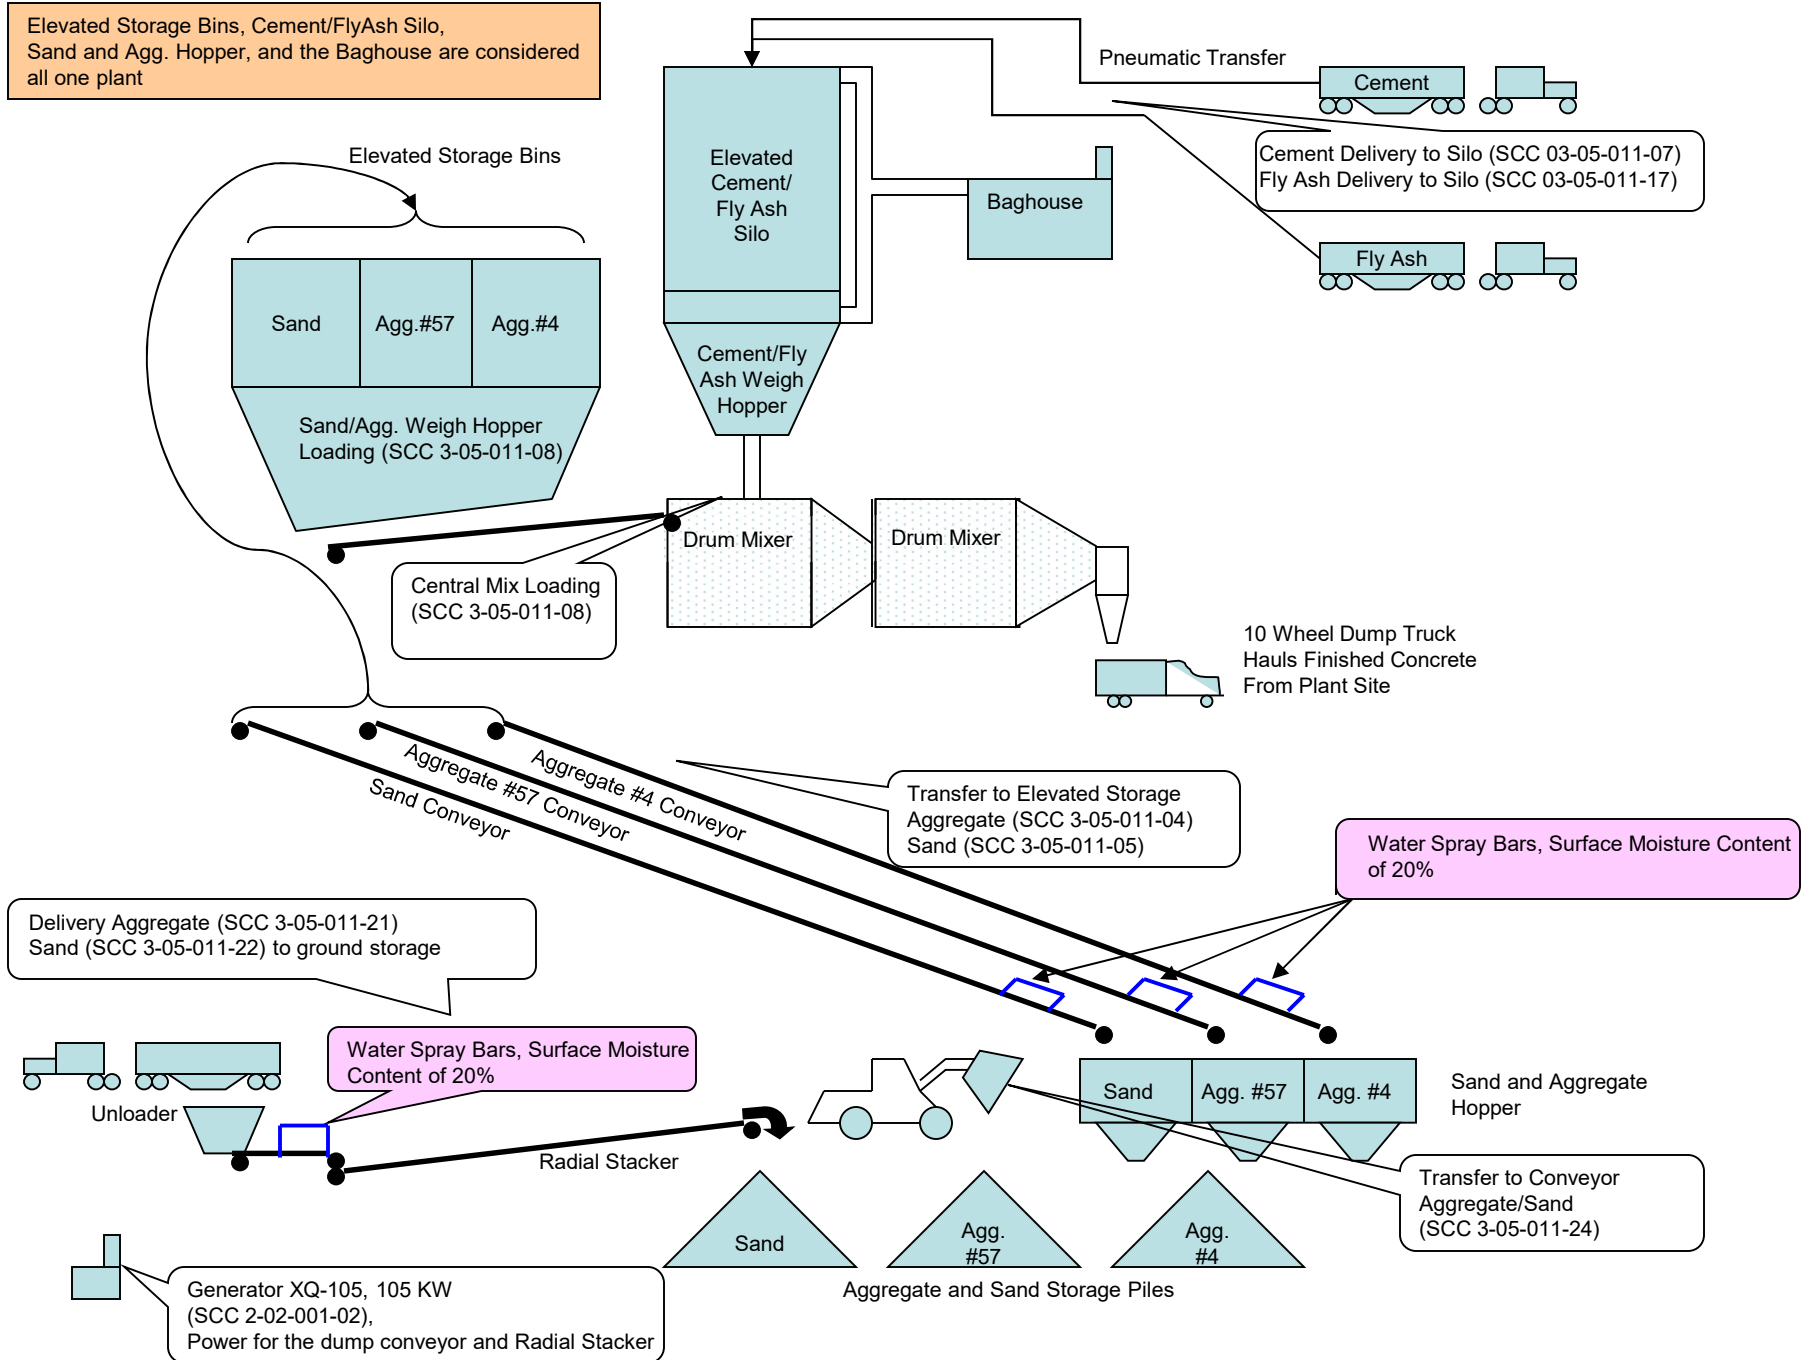 Elevated Storage Bins, Cement/FlyAsh Silo,
Sand and Agg. Hopper, and the Baghouse are considered
all one plant
Pneumatic Transfer
Cement
Cement Delivery to Silo (SCC 03-05-011-07)
Fly Ash Delivery to Silo (SCC 03-05-011-17)
Fly Ash
Elevated Storage Bins
Elevated
Cement/
Fly Ash
Silo
Baghouse
Sand
Agg.#57
Agg.#4
Cement/Fly
Ash Weigh
Hopper
Sand/Agg. Weigh Hopper
Loading (SCC 3-05-011-08)
Drum Mixer
Drum Mixer
Central Mix Loading
(SCC 3-05-011-08)
10 Wheel Dump Truck
Hauls Finished Concrete
From Plant Site
Aggregate #4 Conveyor
Aggregate #57 Conveyor
Sand Conveyor
Transfer to Elevated Storage
Aggregate (SCC 3-05-011-04)
Sand (SCC 3-05-011-05)
Water Spray Bars, Surface Moisture Content
of 20%
Delivery Aggregate (SCC 3-05-011-21)
Sand (SCC 3-05-011-22) to ground storage
Water Spray Bars, Surface Moisture
Content of 20%
Unloader
Radial Stacker
Sand
Agg. #57
Agg. #4
Sand and Aggregate
Hopper
Transfer to Conveyor
Aggregate/Sand
(SCC 3-05-011-24)
Sand
Agg.
#57
Agg.
#4
Aggregate and Sand Storage Piles
Generator XQ-105, 105 KW
(SCC 2-02-001-02),
Power for the dump conveyor and Radial Stacker